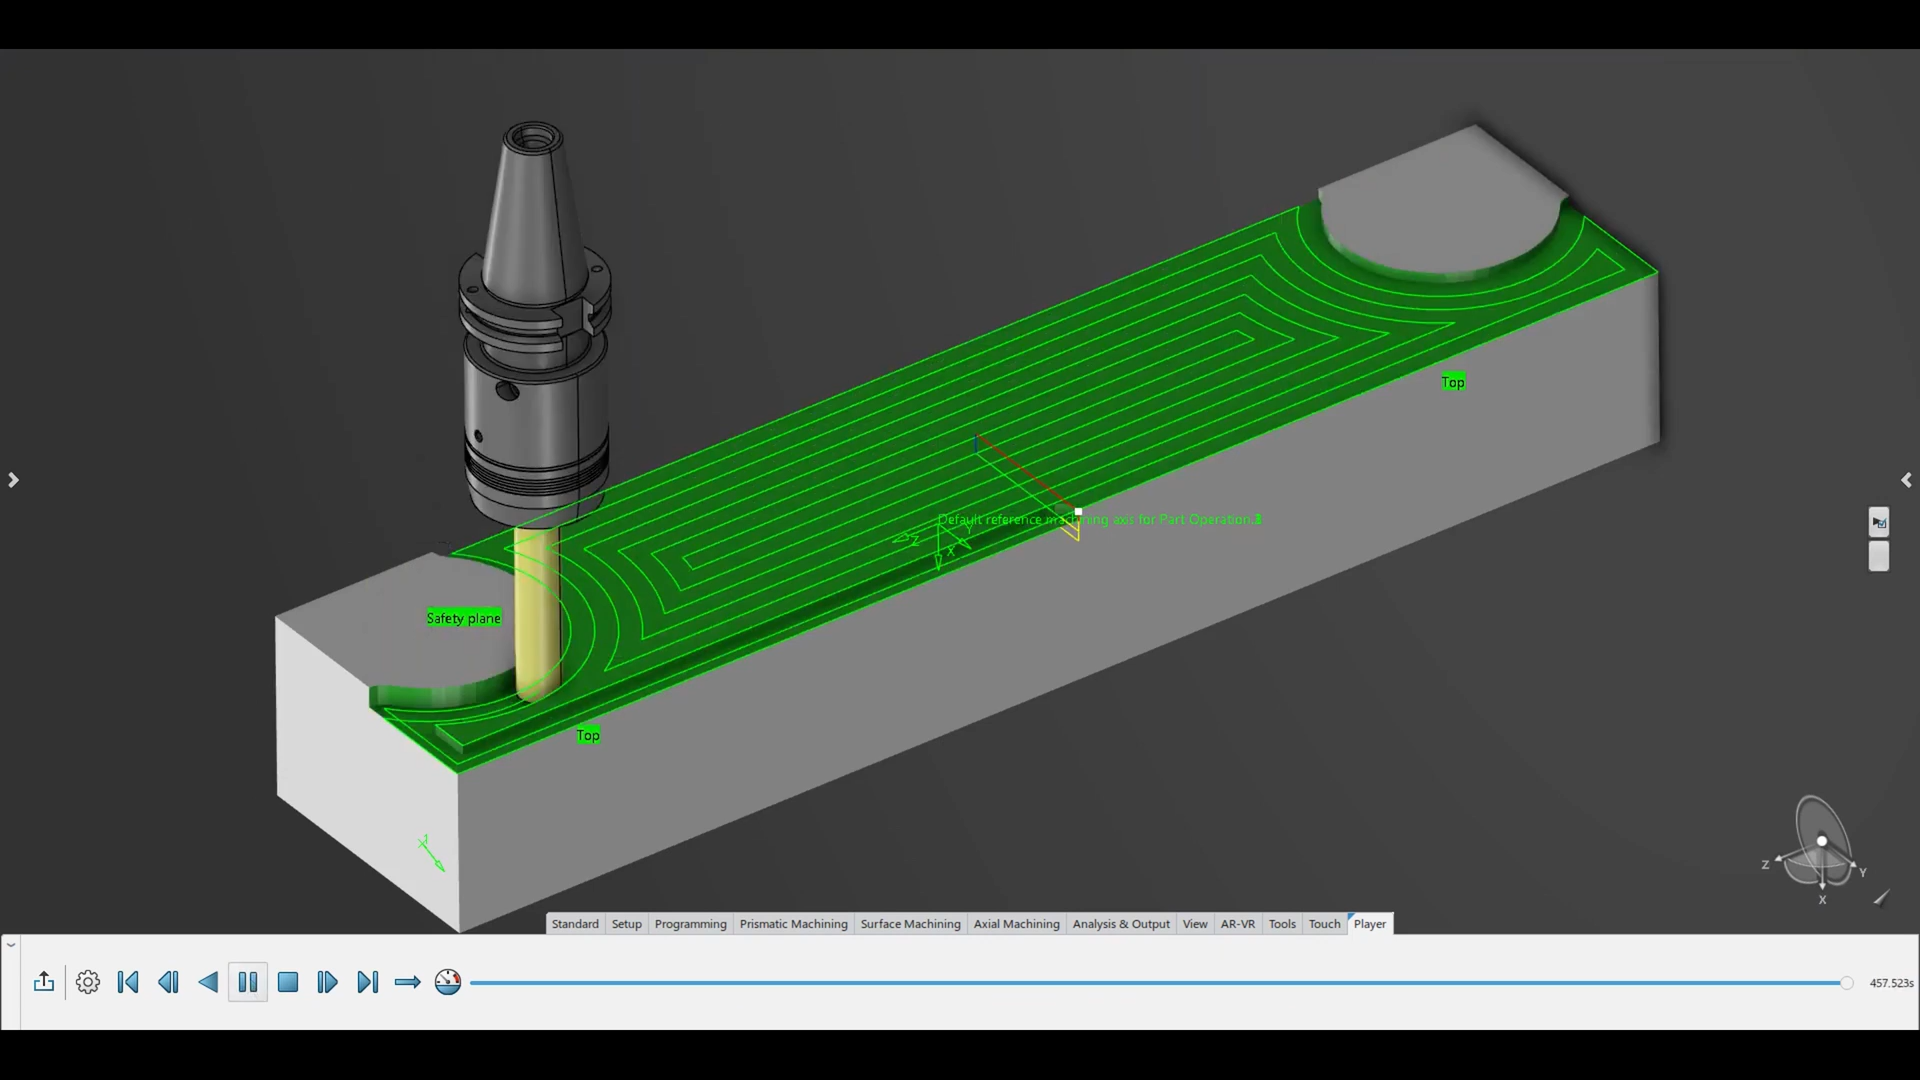 Top
Default reference machining axis for Part Operation.1
Z
Y
X
Safety plane
Top
X
Z
Y
X
Standard Setup Programming Prismatic Machining Surface Machining Axial Machining Analysis & Output View AR-VR Tools Touch Player
457.523s